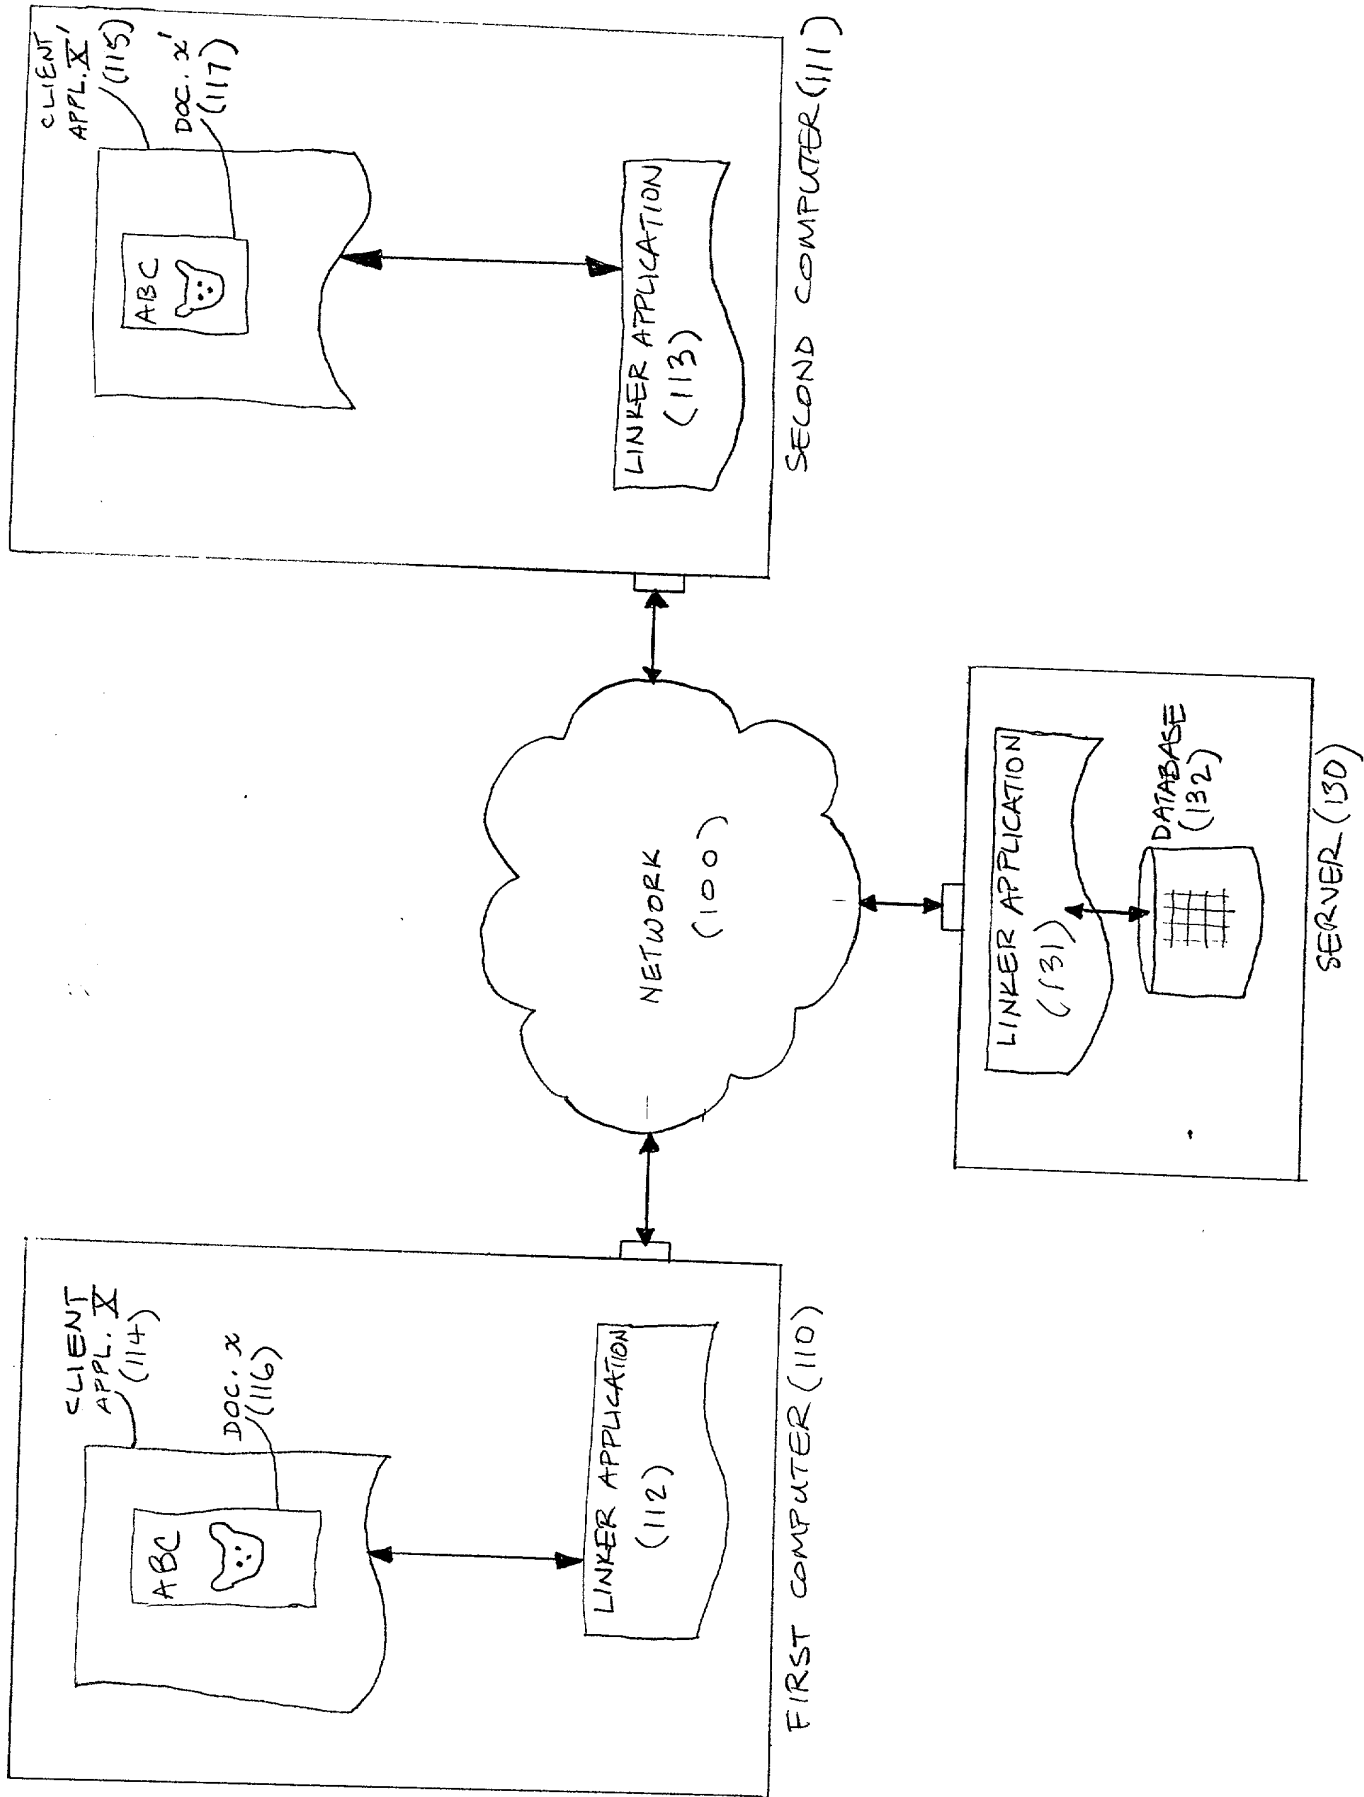 CLIENT
APPL. X
(114)
DOC. x
(116)
ABC
LINKER APPLICATION
(112)
FIRST COMPUTER (110)
NETWORK
(100)
CLIENT
APPL. X'
(115)
DOC. x'
(117)
ABC
LINKER APPLICATION
(113)
SECOND COMPUTER (111)
LINKER APPLICATION
(131)
DATABASE
(132)
SERVER (130)